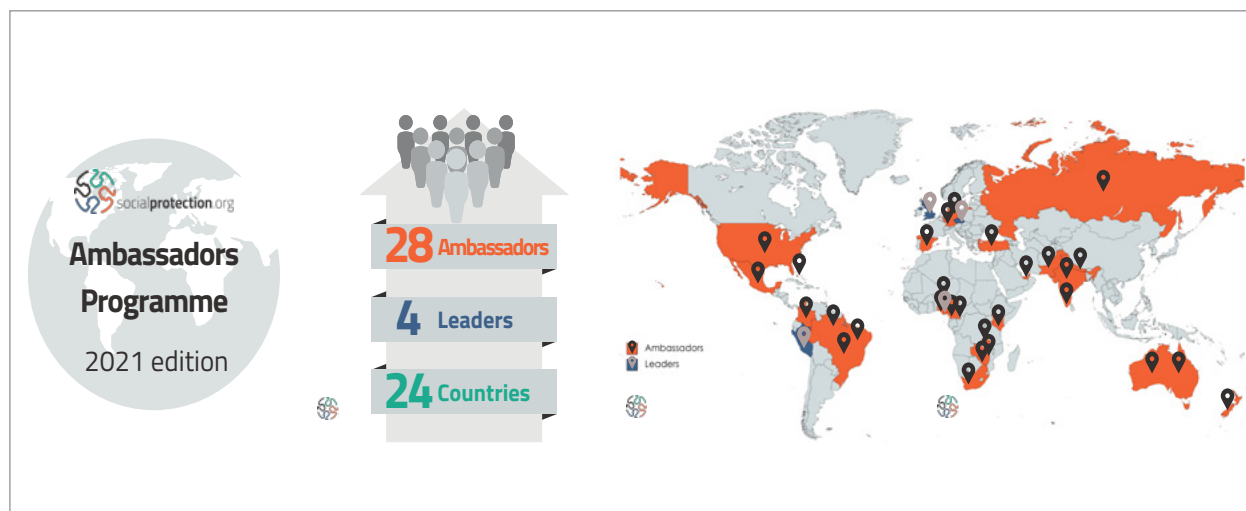 socialprotection.org
Ambassadors
Programme
2021 edition
28 Ambassadors
4 Leaders
24 Countries
Ambassadors
Leaders